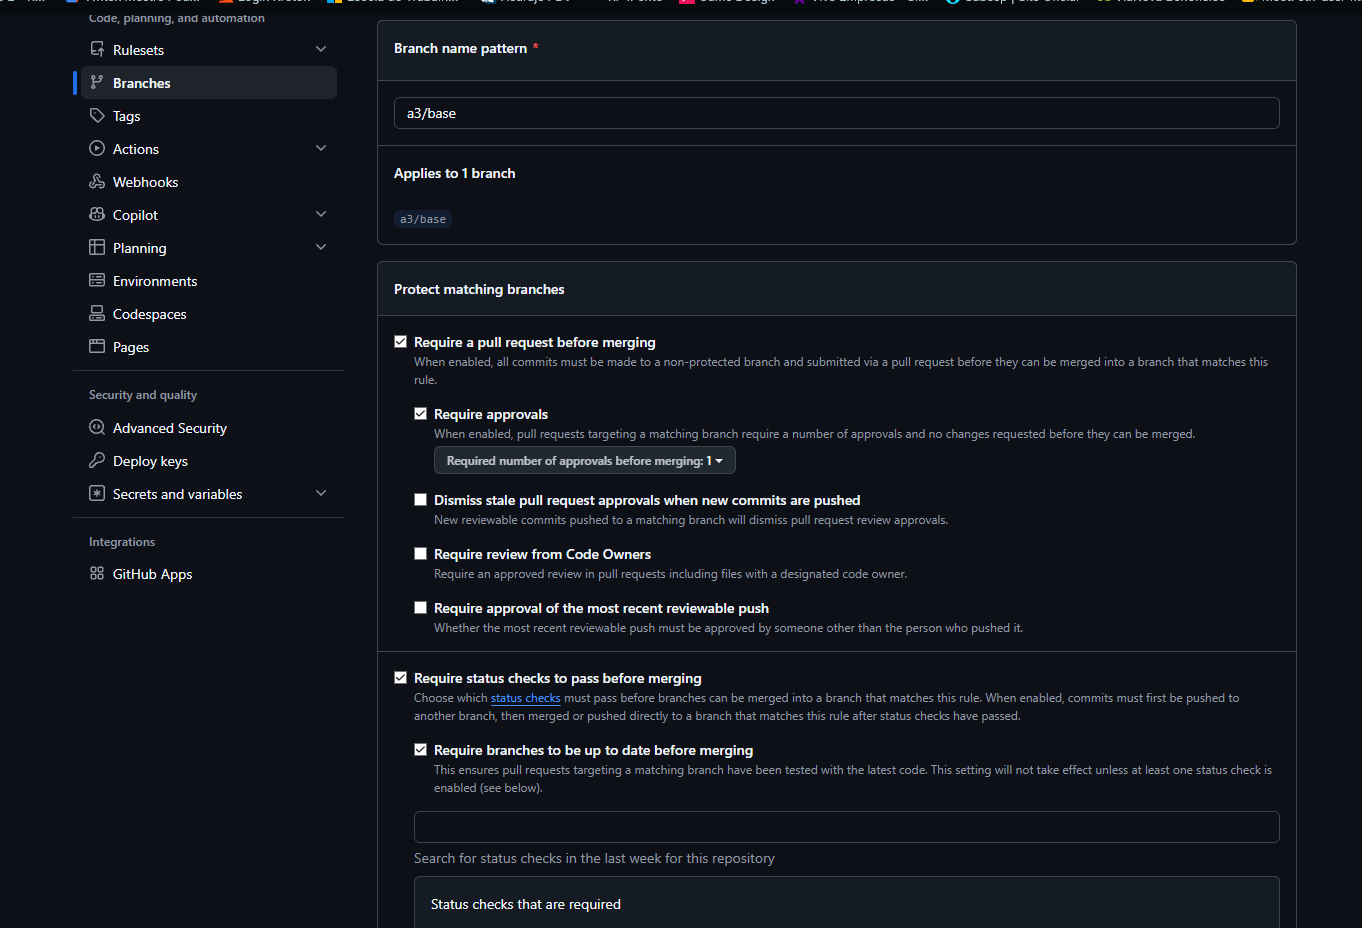 Code, planning, and automation
Rulesets
Branches
Tags
Actions
Webhooks
Copilot
Planning
Environments
Codespaces
Pages
Security and quality
Advanced Security
Deploy keys
Secrets and variables
Integrations
GitHub Apps
Branch name pattern *
a3/base
Applies to 1 branch
a3/base
Protect matching branches
Require a pull request before merging
When enabled, all commits must be made to a non-protected branch and submitted via a pull request before they can be merged into a branch that matches this
rule.
Require approvals
When enabled, pull requests targeting a matching branch require a number of approvals and no changes requested before they can be merged.
Required number of approvals before merging: 1
Dismiss stale pull request approvals when new commits are pushed
New reviewable commits pushed to a matching branch will dismiss pull request review approvals.
Require review from Code Owners
Require an approved review in pull requests including files with a designated code owner.
Require approval of the most recent reviewable push
Whether the most recent reviewable push must be approved by someone other than the person who pushed it.
Require status checks to pass before merging
Choose which status checks must pass before branches can be merged into a branch that matches this rule. When enabled, commits must first be pushed to
another branch, then merged or pushed directly to a branch that matches this rule after status checks have passed.
Require branches to be up to date before merging
This ensures pull requests targeting a matching branch have been tested with the latest code. This setting will not take effect unless at least one status check is
enabled (see below).
Search for status checks in the last week for this repository
Status checks that are required